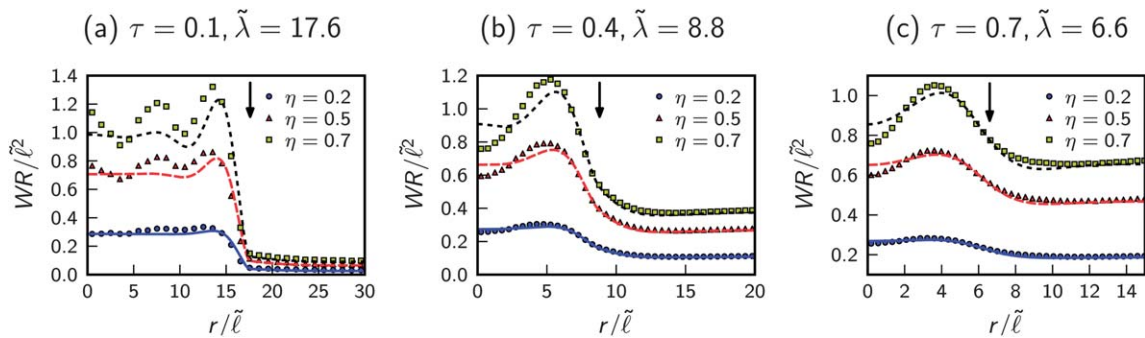 (a) τ = 0.1, λ̃ = 17.6
(b) τ = 0.4, λ̃ = 8.8
(c) τ = 0.7, λ̃ = 6.6
WR/ℓ̃²
1.4
1.2
1.0
0.8
0.6
0.4
0.2
0.0
η = 0.2
η = 0.5
η = 0.7
0 5 10 15 20 25 30
r/ℓ̃
WR/ℓ̃²
1.2
1.0
0.8
0.6
0.4
0.2
0.0
η = 0.2
η = 0.5
η = 0.7
0 5 10 15 20
r/ℓ̃
WR/ℓ̃²
1.0
0.8
0.6
0.4
0.2
η = 0.2
η = 0.5
η = 0.7
0 2 4 6 8 10 12 14
r/ℓ̃